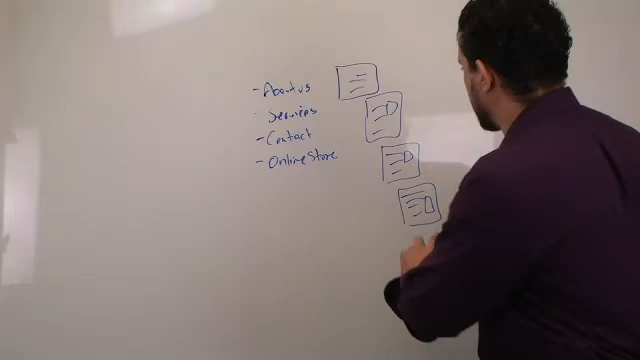 - About us
- Services
- Contact
- Online Store